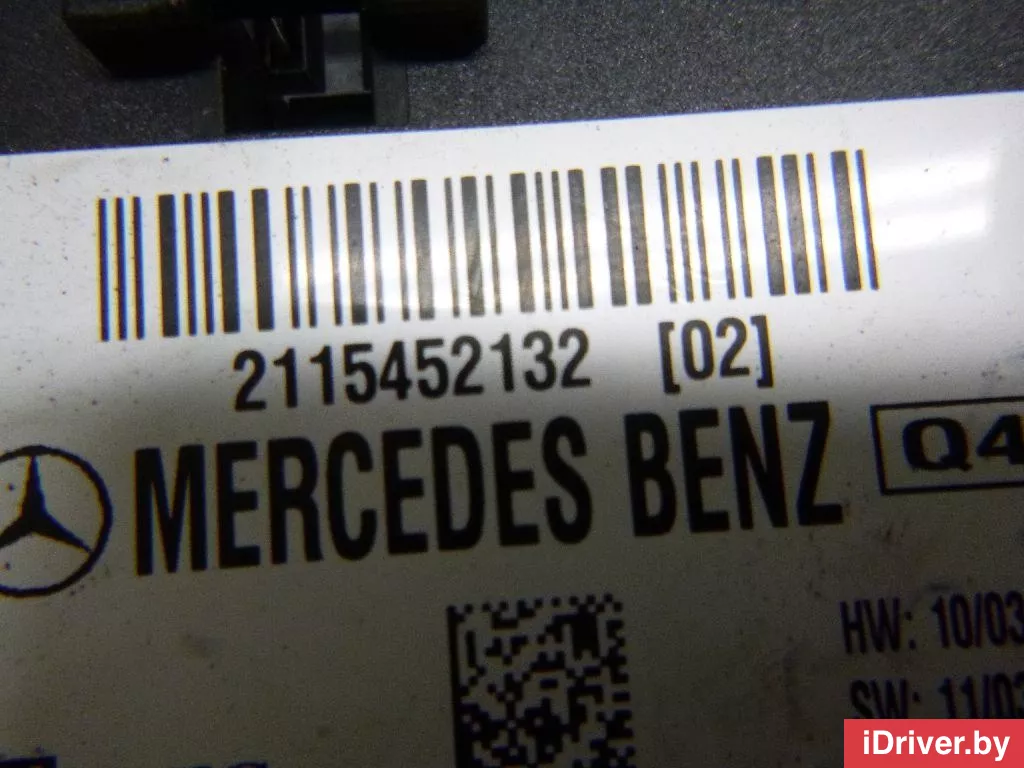 2115452132 [02]
MERCEDES BENZ Q4
HW: 10/03
SW: 11/03
iDriver.by